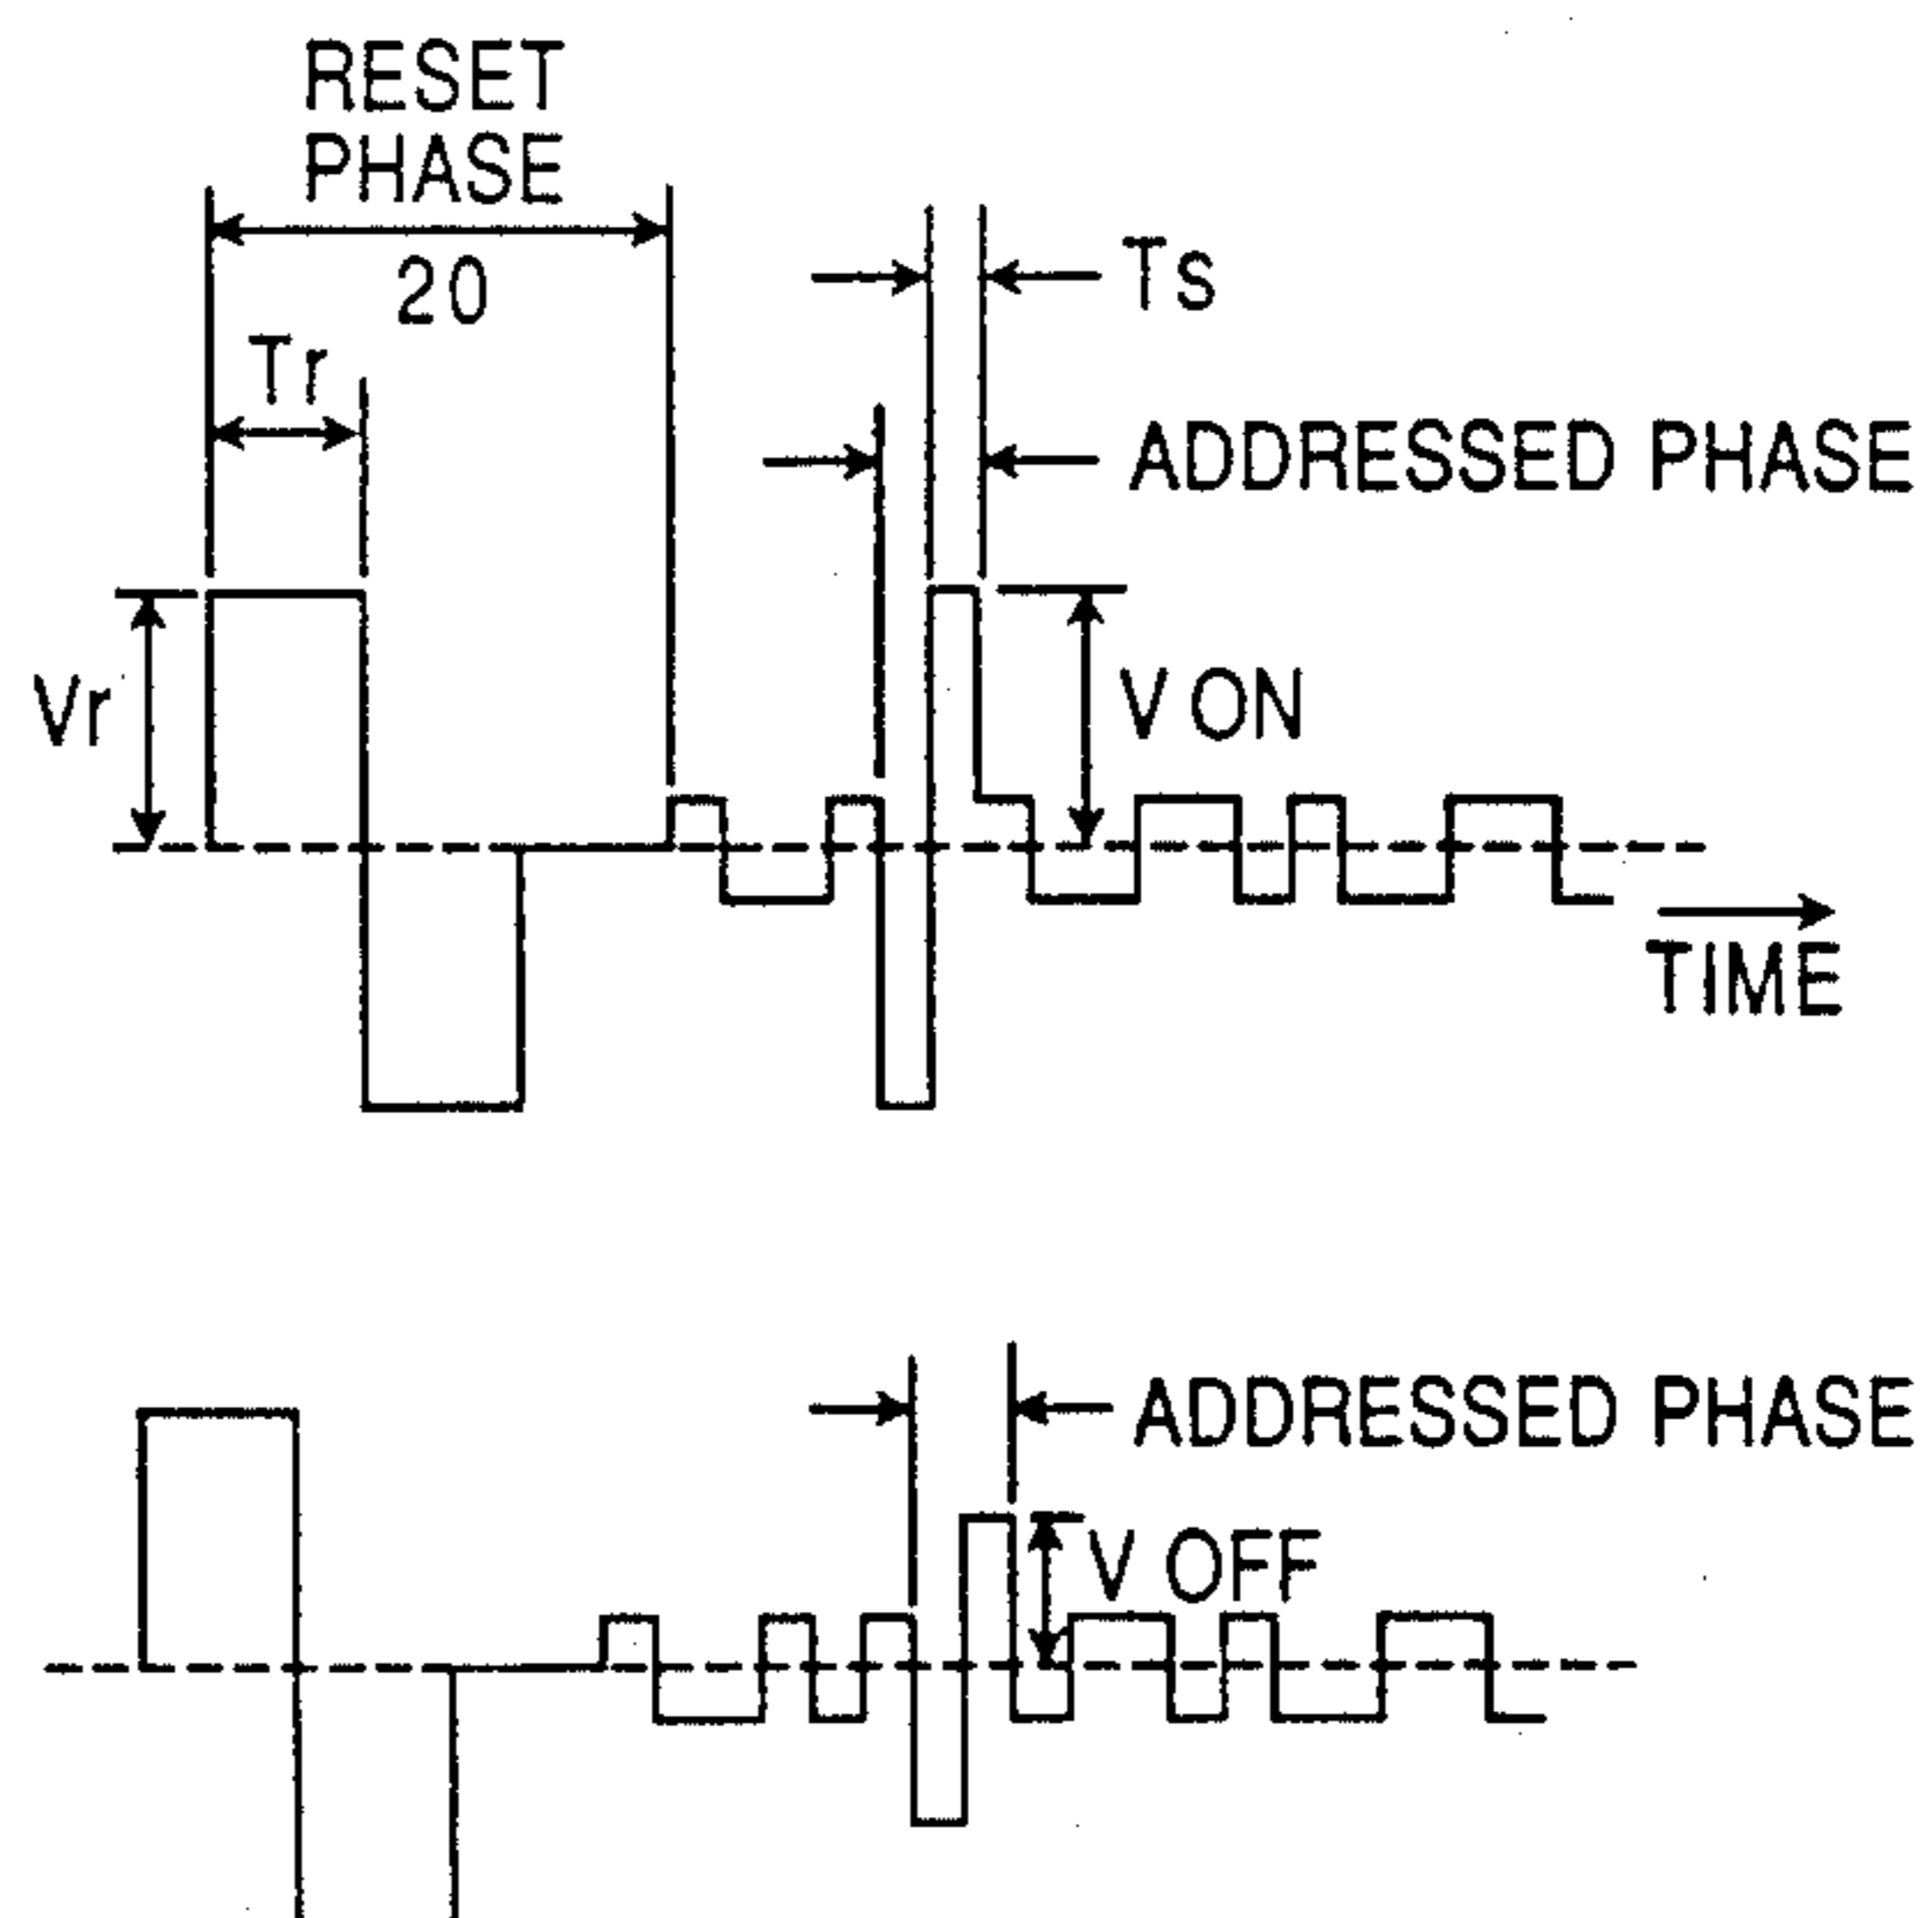 RESET
PHASE
20
Ts
Tr
ADDRESSED PHASE
Vr
V ON
TIME
ADDRESSED PHASE
V OFF